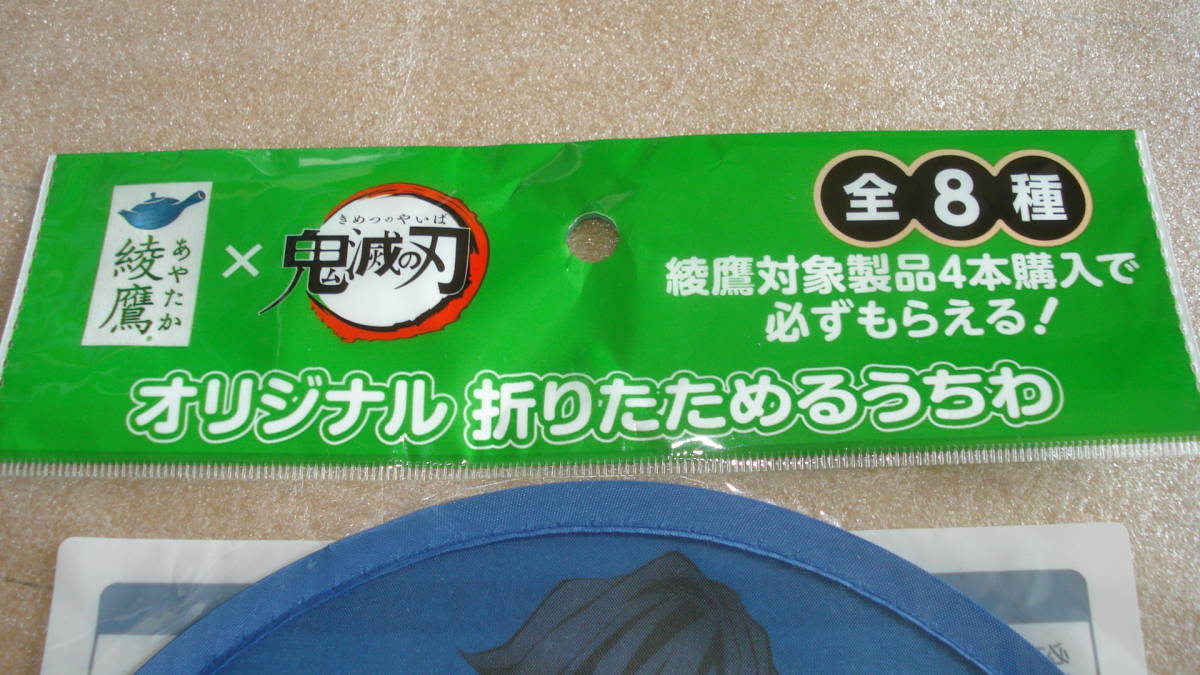 綾鷹
あやたか
×
きめつのやいば
鬼滅の刃
全8種
綾鷹対象製品4本購入で
必ずもらえる!
オリジナル 折りたためるうちわ